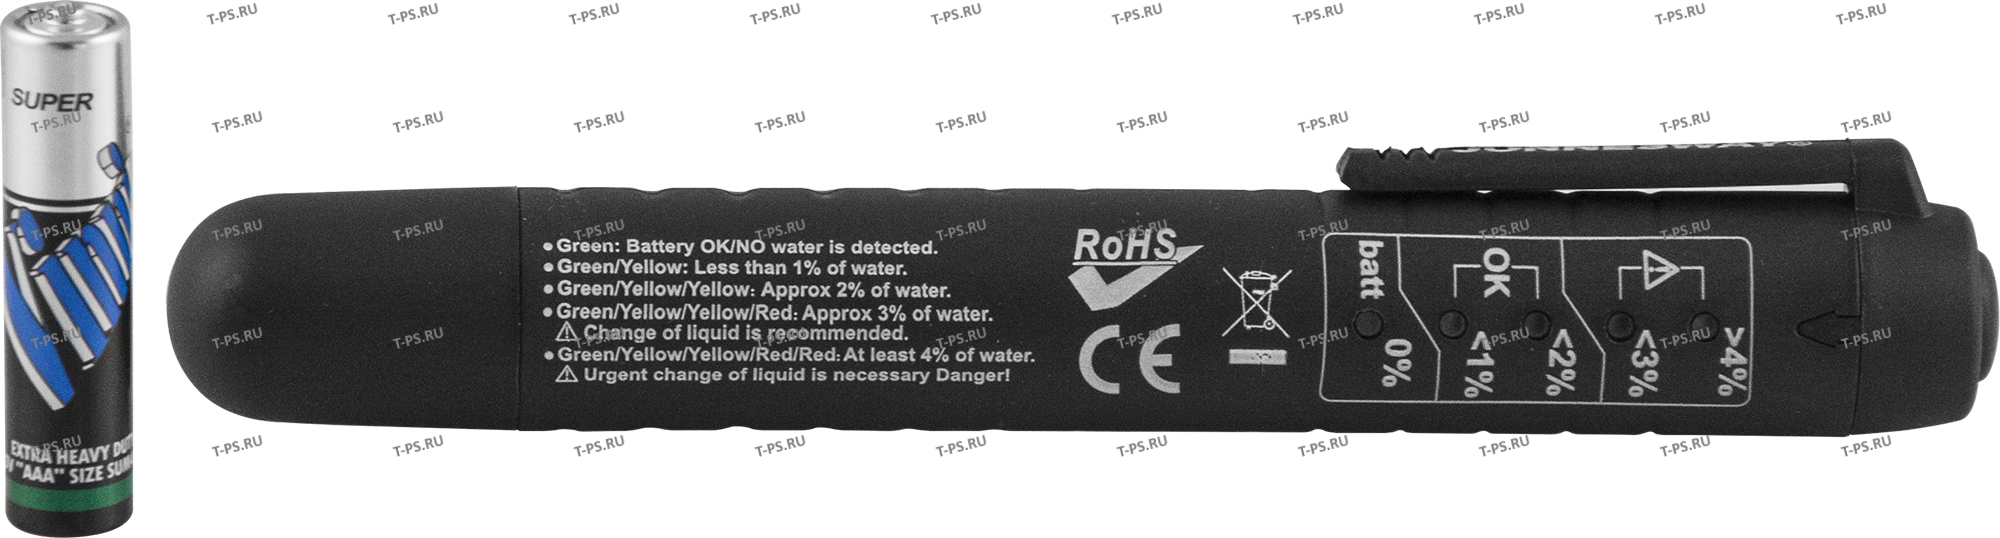 SUPER
EXTRA HEAVY
"AAA" SIZE
• Green: Battery OK/NO water is detected.
• Green/Yellow: Less than 1% of water.
• Green/Yellow/Yellow: Approx 2% of water.
• Green/Yellow/Yellow/Red: Approx 3% of water.
⚠ Change of liquid is recommended.
• Green/Yellow/Yellow/Red/Red: At least 4% of water.
⚠ Urgent change of liquid is necessary Danger!
RoHS
CE
batt
OK
0%
<1%
<2%
<3%
>4%
T-PS.RU